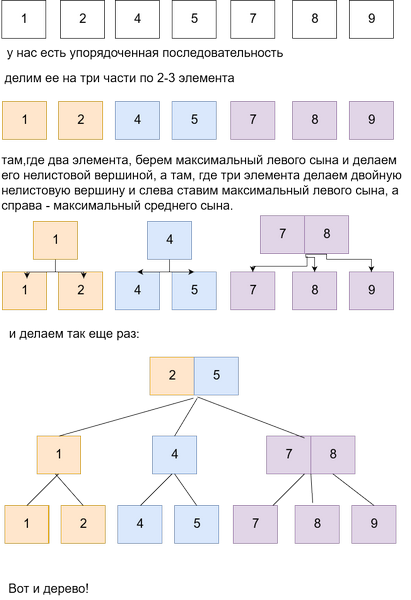 1 2 4 5 7 8 9
у нас есть упорядоченная последовательность
делим ее на три части по 2-3 элемента
1 2 4 5 7 8 9
там,где два элемента, берем максимальный левого сына и делаем
его нелистовой вершиной, а там, где три элемента делаем двойную
нелистовую вершину и слева ставим максимальный левого сына, а
справа - максимальный среднего сына.
1 4 7 8
1 2 4 5 7 8 9
и делаем так еще раз:
2 5
1 4 7 8
1 2 4 5 7 8 9
Вот и дерево!